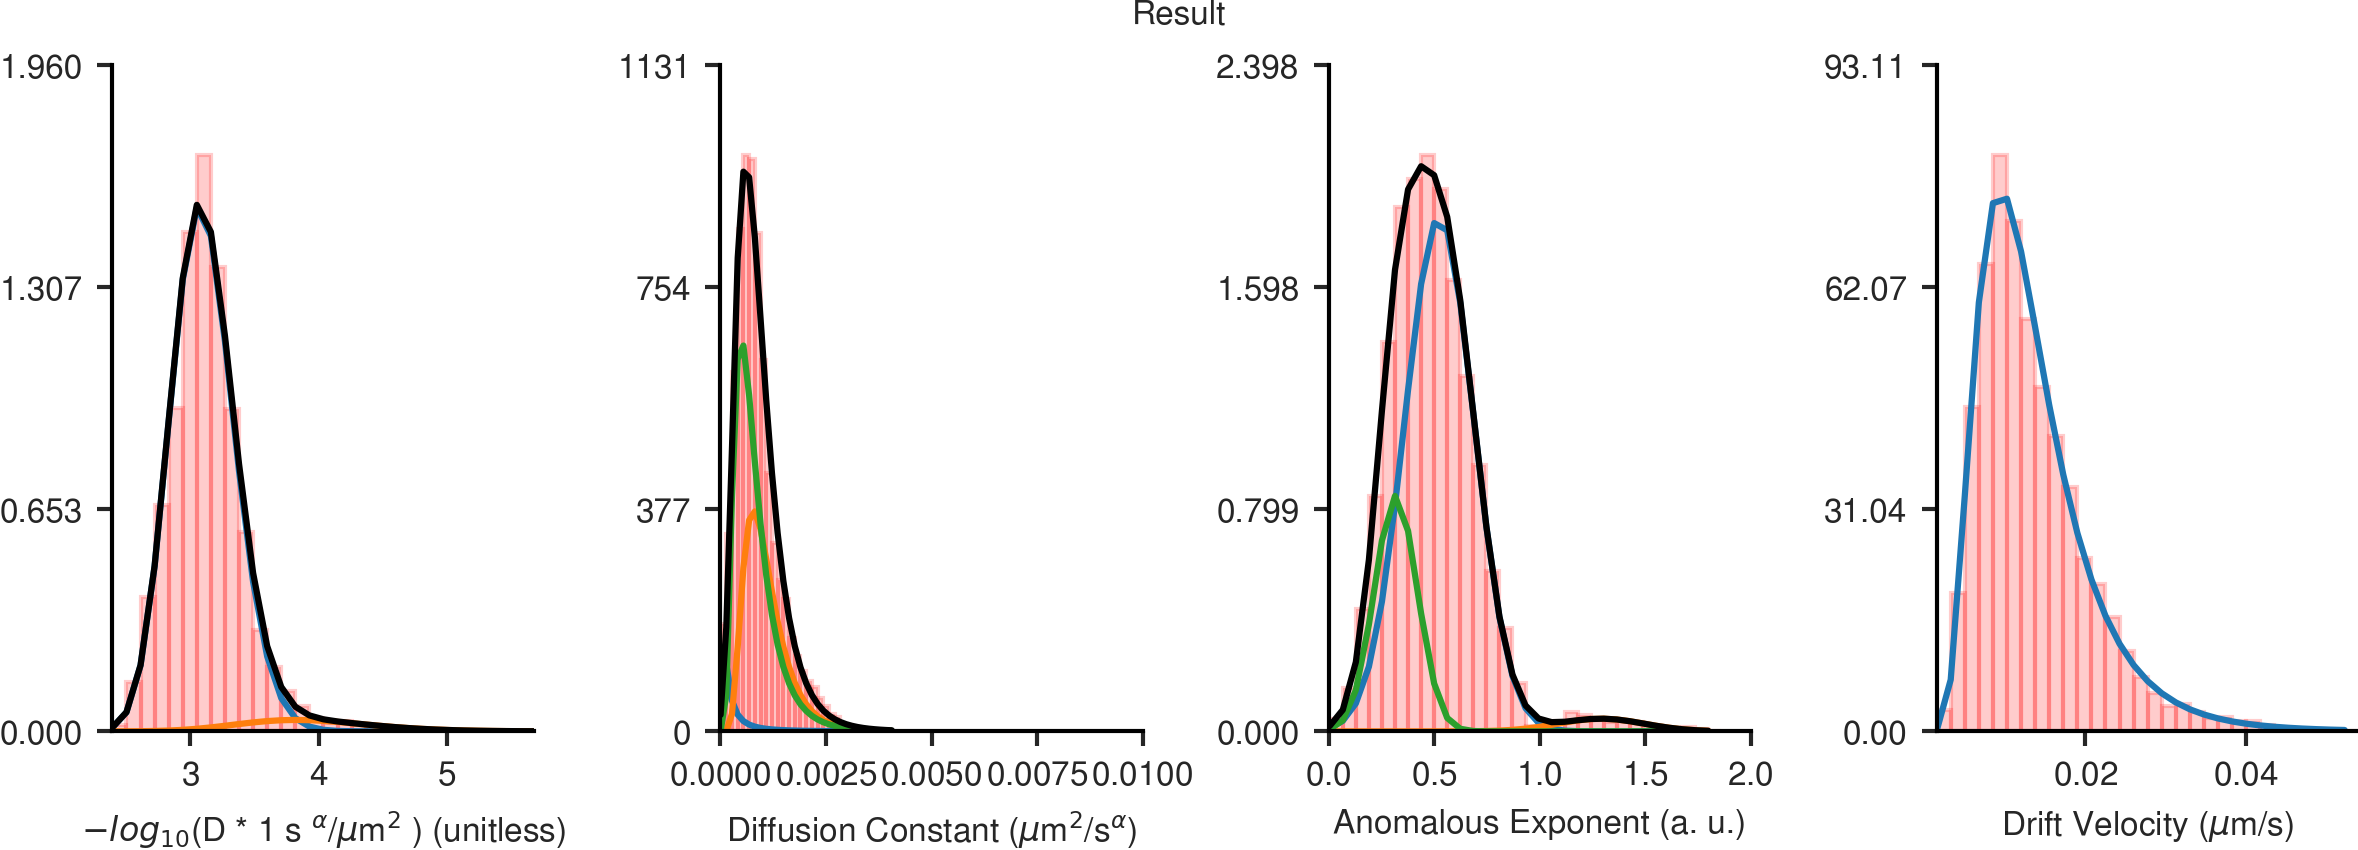 Result
1.960
1.307
0.653
0.000
3 4 5
−log10(D * 1 s α/μm2 ) (unitless)
1131
754
377
0
0.0000 0.0025 0.0050 0.0075 0.0100
Diffusion Constant (μm2/sα)
2.398
1.598
0.799
0.000
0.0 0.5 1.0 1.5 2.0
Anomalous Exponent (a. u.)
93.11
62.07
31.04
0.00
0.02 0.04
Drift Velocity (μm/s)